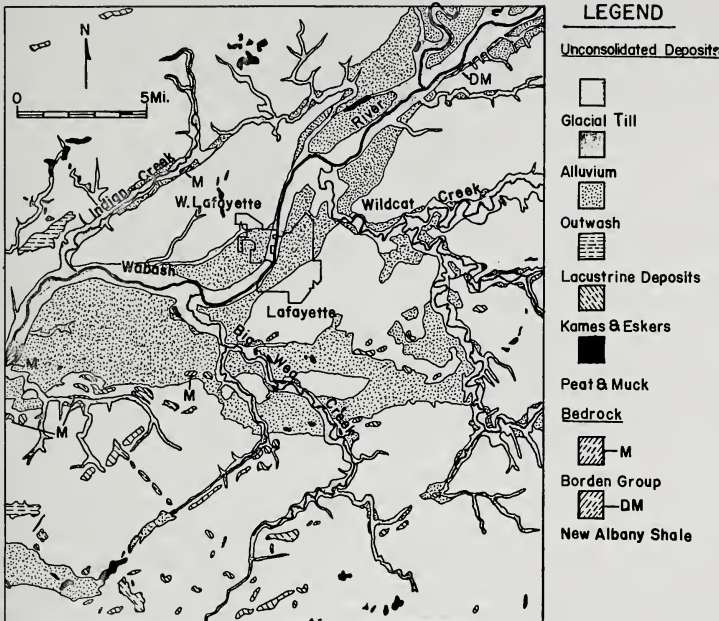 N
0 5Mi.
DM
River
Indian Creek
M
W. Lafayette
Wildcat Creek
Wabash
Lafayette
Big Wea Creek
M
M
M
LEGEND
Unconsolidated Deposits
Glacial Till
Alluvium
Outwash
Lacustrine Deposits
Kames & Eskers
Peat & Muck
Bedrock
M
Borden Group
DM
New Albany Shale